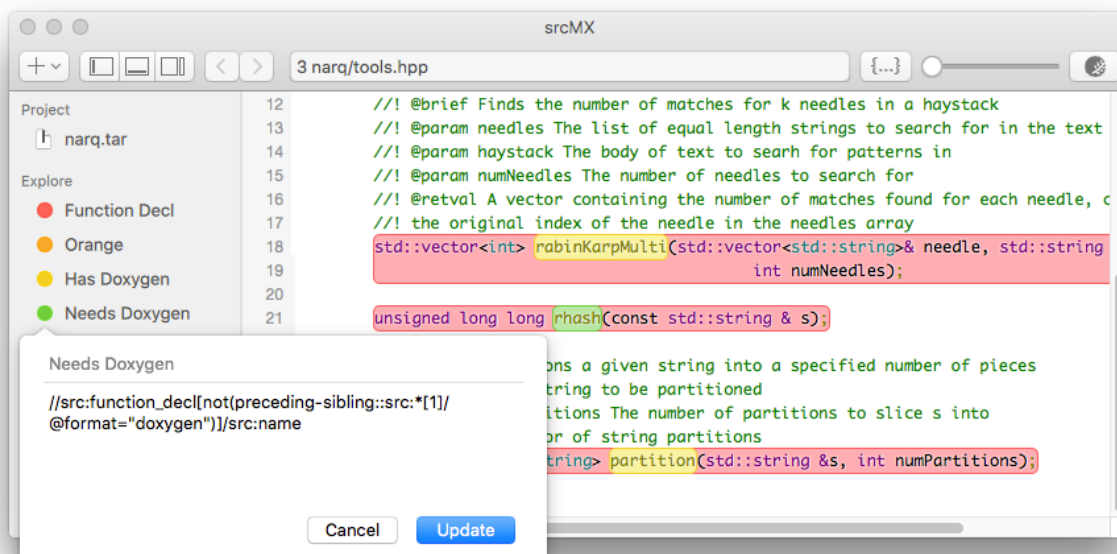 srcMX
3 narq/tools.hpp
{...}
Project
narq.tar
Explore
Function Decl
Orange
Has Doxygen
Needs Doxygen
12 //! @brief Finds the number of matches for k needles in a haystack
13 //! @param needles The list of equal length strings to search for in the text
14 //! @param haystack The body of text to searh for patterns in
15 //! @param numNeedles The number of needles to search for
16 //! @retval A vector containing the number of matches found for each needle,
17 //! the original index of the needle in the needles array
18 std::vector<int> rabinKarpMulti(std::vector<std::string>& needle, std::string
19 int numNeedles);
20
21 unsigned long long rhash(const std::string & s);
ons a given string into a specified number of pieces
tring to be partitioned
itions The number of partitions to slice s into
or of string partitions
tring> partition(std::string &s, int numPartitions);
Needs Doxygen
//src:function_decl[not(preceding-sibling::src:*[1]/
@format="doxygen")]/src:name
Cancel
Update